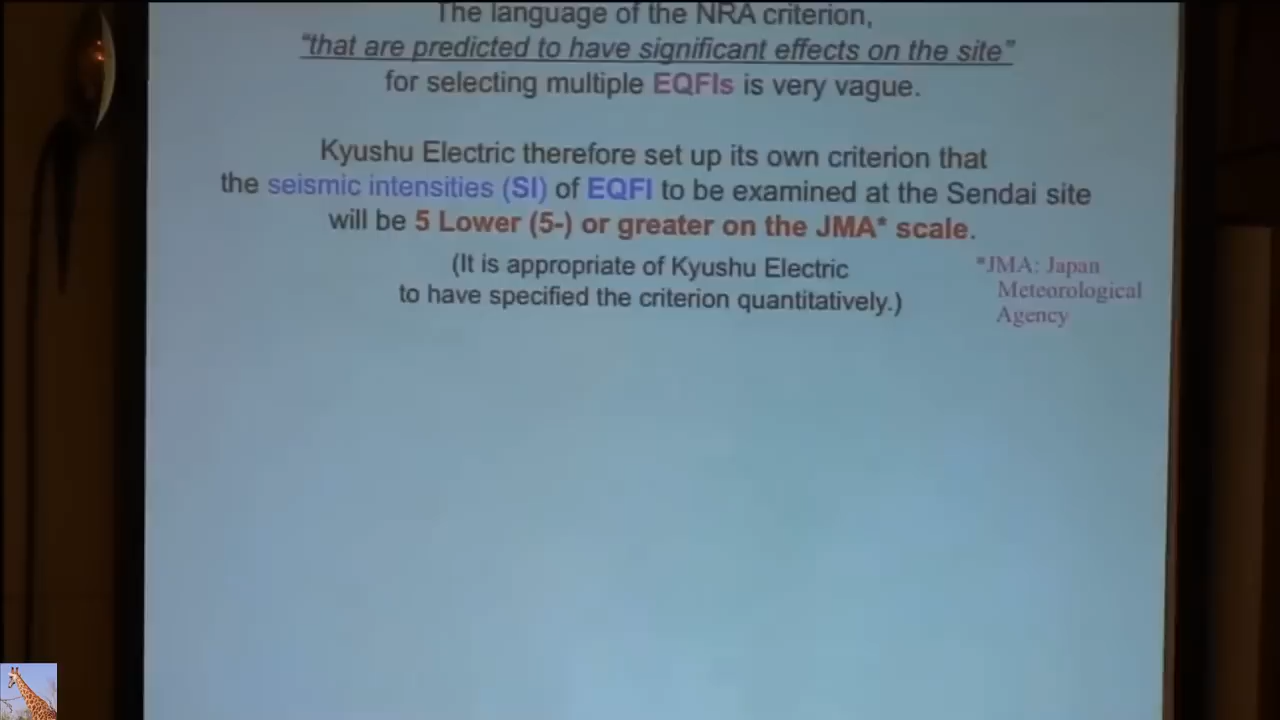 The language of the NRA criterion,
“that are predicted to have significant effects on the site”
for selecting multiple EQFIs is very vague.
Kyushu Electric therefore set up its own criterion that
the seismic intensities (SI) of EQFI to be examined at the Sendai site
will be 5 Lower (5-) or greater on the JMA* scale.
(It is appropriate of Kyushu Electric
to have specified the criterion quantitatively.)
*JMA: Japan
Meteorological
Agency